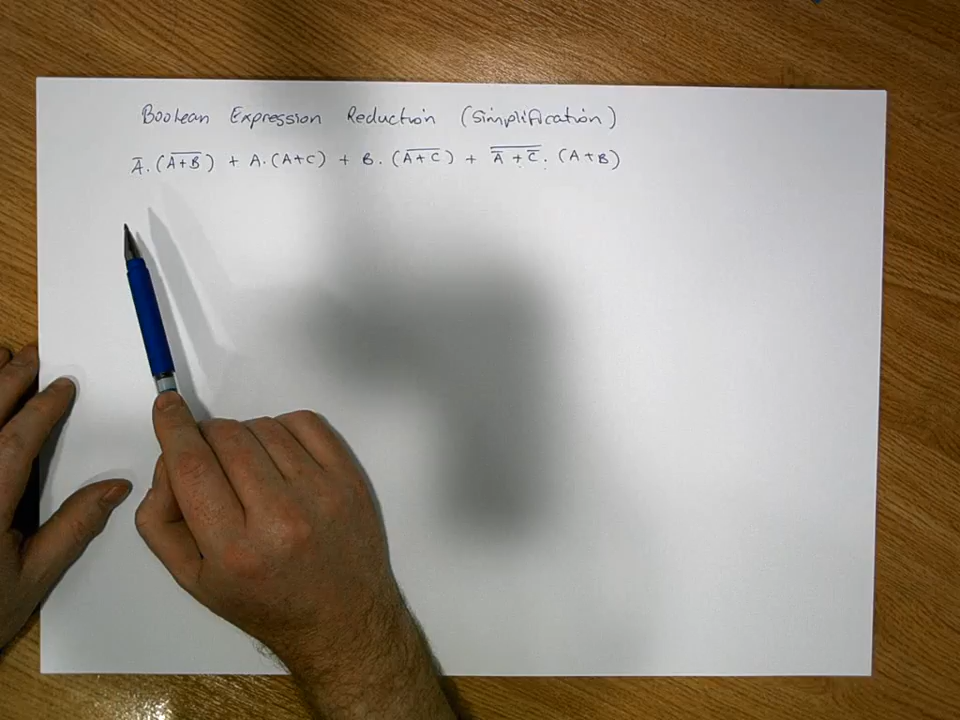 Boolean Expression Reduction (Simplification)
A̅.(A̅+̅B̅) + A.(A+C) + B.(A̅+̅C̅) + A̅̿ ̿+̿ ̿C̅̿.(A+B)